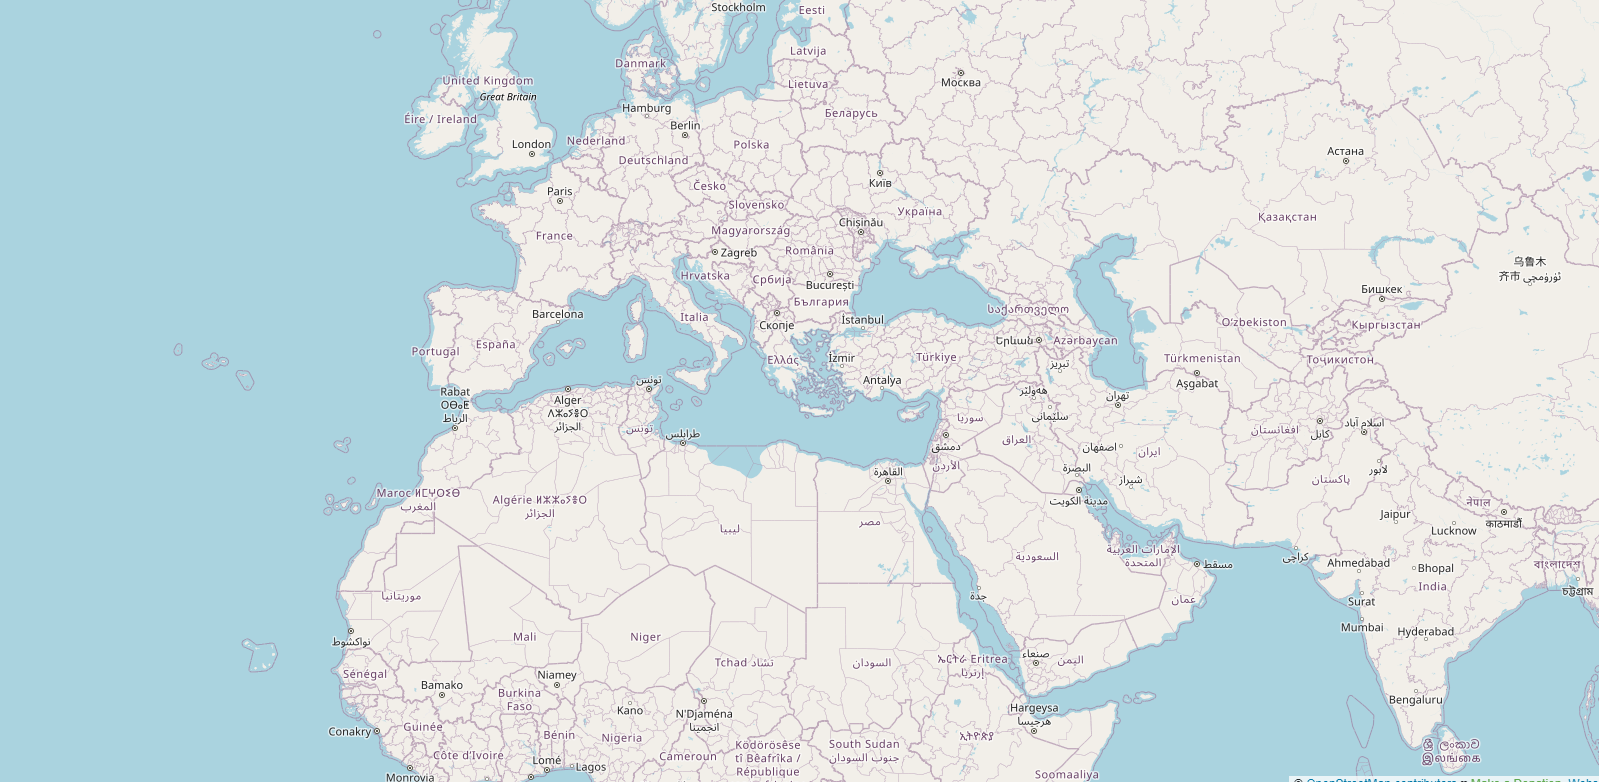 Stockholm
Eesti
Latvija
Danmark
Москва
United Kingdom
Lietuva
Great Britain
Hamburg
Беларусь
Éire / Ireland
Berlin
London
Nederland
Polska
Deutschland
Астана
Česko
Київ
Paris
Slovensko
Україна
Қазақстан
Chișinău
Magyarország
France
România
Zagreb
乌鲁木
齐市 ئۈرۈمچى
Hrvatska
Србија
București
Бишкек
България
Barcelona
საქართველო
Italia
Скопје
İstanbul
Oʻzbekiston
Кыргызстан
Երևան
Azərbaycan
España
Portugal
Ελλάς
İzmir
Türkiye
تبریز
Türkmenistan
Тоҷикистон
تونس
Antalya
Aşgabat
Rabat
ⵔⴱⴰⵟ
الرباط
Alger
ⴷⵣⴰⵢⵔ
الجزائر
هەولێر
تهران
سلێمانی
سوريا
تونس
طرابلس
افغانستان
کابل
اسلام آباد
دمشق
العراق
اصفهان
ایران
الأردن
القاهرة
البصرة
لاہور
شیراز
پاکستان
Maroc ⵍⵎⵖⵔⵉⴱ
المغرب
Algérie ⵍⵣⵣⴰⵢⴻⵔ
الجزائر
مدينة الكويت
नेपाल
Jaipur
काठमाडौँ
Lucknow
ليبيا
مصر
السعودية
الإمارات العربية
المتحدة
مسقط
کراچی
Ahmedabad
Bhopal
বাংলাদেশ
India
চট্টগ্রাম
موريتانيا
جدة
عمان
Surat
Mumbai
Hyderabad
نواكشوط
Mali
Niger
صنعاء
Tchad تشاد
السودان
ኤርትራ Eritrea
إرتريا
اليمن
Sénégal
Niamey
Bamako
Burkina
Faso
Kano
N'Djaména
انجمينا
Bengaluru
Hargeysa
هرجيسا
Guinée
Conakry
Bénin
Nigeria
ኢትዮጵያ
Côte d'Ivoire
Cameroun
Ködörösêse
tî Bêafrîka /
République
South Sudan
جنوب السودان
ශ්‍රී ලංකාව
இலங்கை
Lomé
Lagos
Monrovia
Soomaaliya